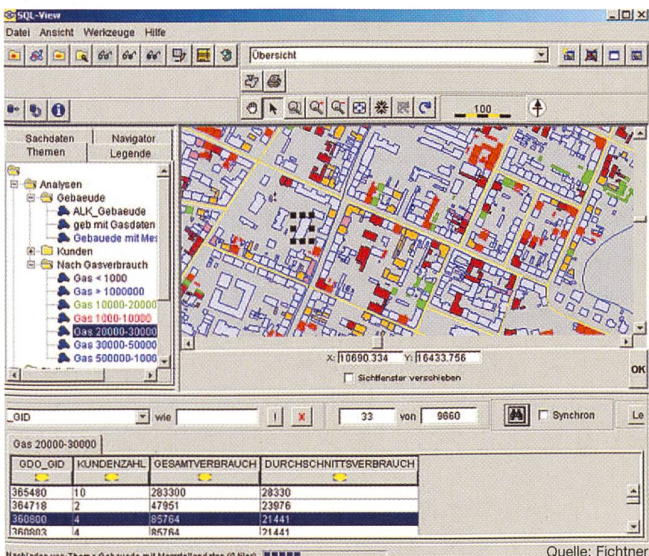 SQL-View
Datei Ansicht Werkzeuge Hilfe
Übersicht
100
Sachdaten Navigator
Themen Legende
Analysen
Gebaeude
ALK_Gebaeude
geb mit Gasdaten
Gebaeude mit Mes
Kunden
Nach Gasverbrauch
Gas < 1000
Gas > 1000000
Gas 10000-20000
Gas 1000-10000
Gas 20000-30000
Gas 30000-50000
Gas 500000-1000
X: 10690.334 Y: 16433.756
Sichtfenster verschieben
OK
_GID wie ! X 33 von 9660 Synchron Le
Gas 20000-30000
GDO_GID KUNDENZAHL GESAMTVERBRAUCH DURCHSCHNITTSVERBRAUCH
365480 10 283300 28330
364718 2 47951 23976
360800 4 85764 21441
360803 4 85764 21441
Quelle: Fichtner